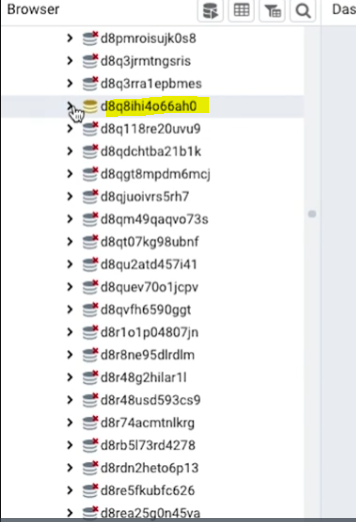 Browser
Das
d8pmroisujk0s8
d8q3jrmtngsris
d8q3rra1epbmes
d8q8ihi4o66ah0
d8q118re20uvu9
d8qdchtba21b1k
d8qgt8mpdm6mcj
d8qjuoivrs5rh7
d8qm49qaqvo73s
d8qt07kg98ubnf
d8qu2atd457i41
d8quev70o1jcpv
d8qvfh6590ggt
d8r1o1p04807jn
d8r8ne95dlrdlm
d8r48g2hilar1l
d8r48usd593cs9
d8r74acmtnlkrg
d8rb5l73rd4278
d8rdn2heto6p13
d8re5fkubfc626
d8rea25g0n45va